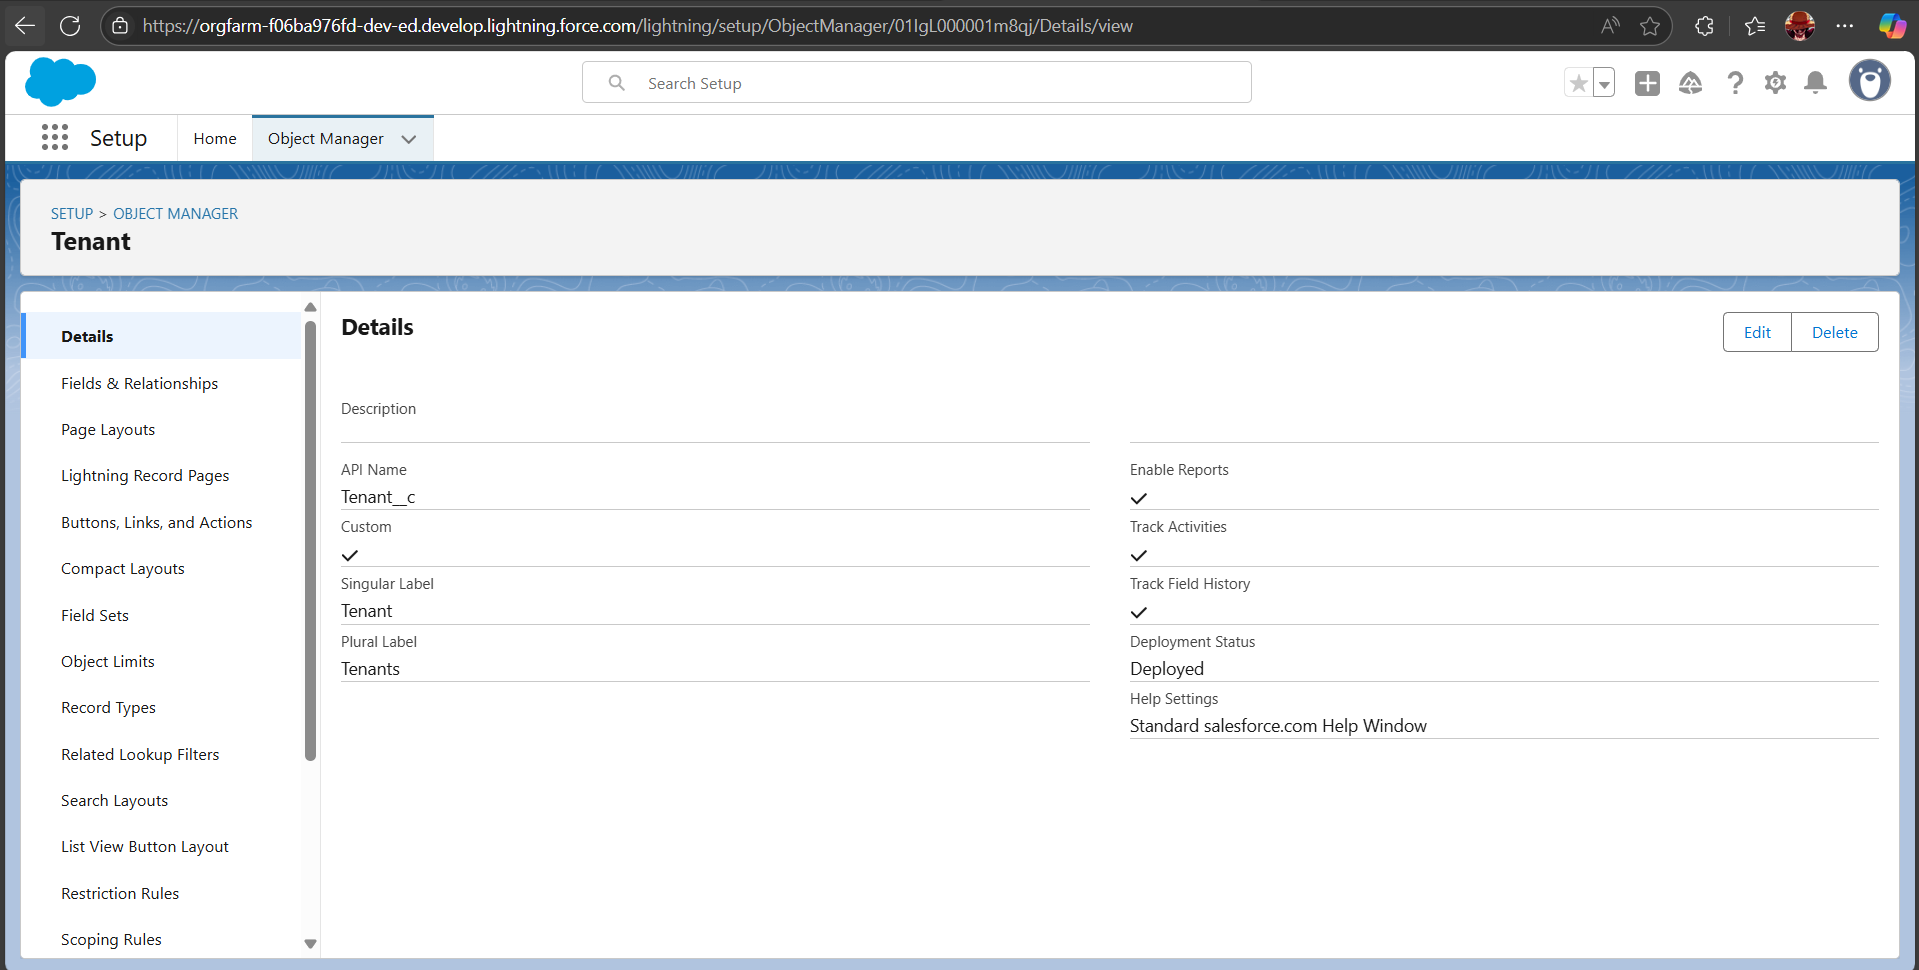 https://orgfarm-f06ba976fd-dev-ed.develop.lightning.force.com/lightning/setup/ObjectManager/01IgL000001m8qj/Details/view
Search Setup
Setup
Home
Object Manager
SETUP > OBJECT MANAGER
Tenant
Details
Fields & Relationships
Page Layouts
Lightning Record Pages
Buttons, Links, and Actions
Compact Layouts
Field Sets
Object Limits
Record Types
Related Lookup Filters
Search Layouts
List View Button Layout
Restriction Rules
Scoping Rules
Details
Edit
Delete
Description
API Name
Tenant__c
Custom
Singular Label
Tenant
Plural Label
Tenants
Enable Reports
Track Activities
Track Field History
Deployment Status
Deployed
Help Settings
Standard salesforce.com Help Window